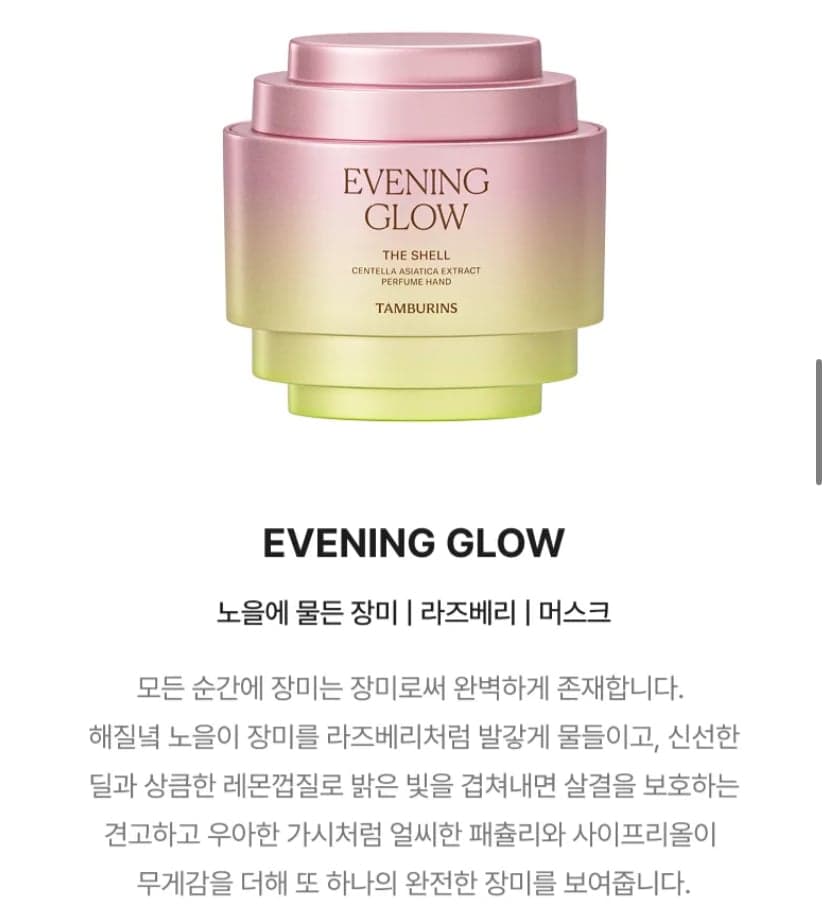 EVENING
GLOW
THE SHELL
CENTELLA ASIATICA EXTRACT
PERFUME HAND
TAMBURINS
EVENING GLOW
노을에 물든 장미 | 라즈베리 | 머스크
모든 순간에 장미는 장미로써 완벽하게 존재합니다.
해질녘 노을이 장미를 라즈베리처럼 발갛게 물들이고, 신선한
딜과 상큼한 레몬껍질로 밝은 빛을 겹쳐내면 살결을 보호하는
견고하고 우아한 가시처럼 얼씨한 패츌리와 사이프리올이
무게감을 더해 또 하나의 완전한 장미를 보여줍니다.